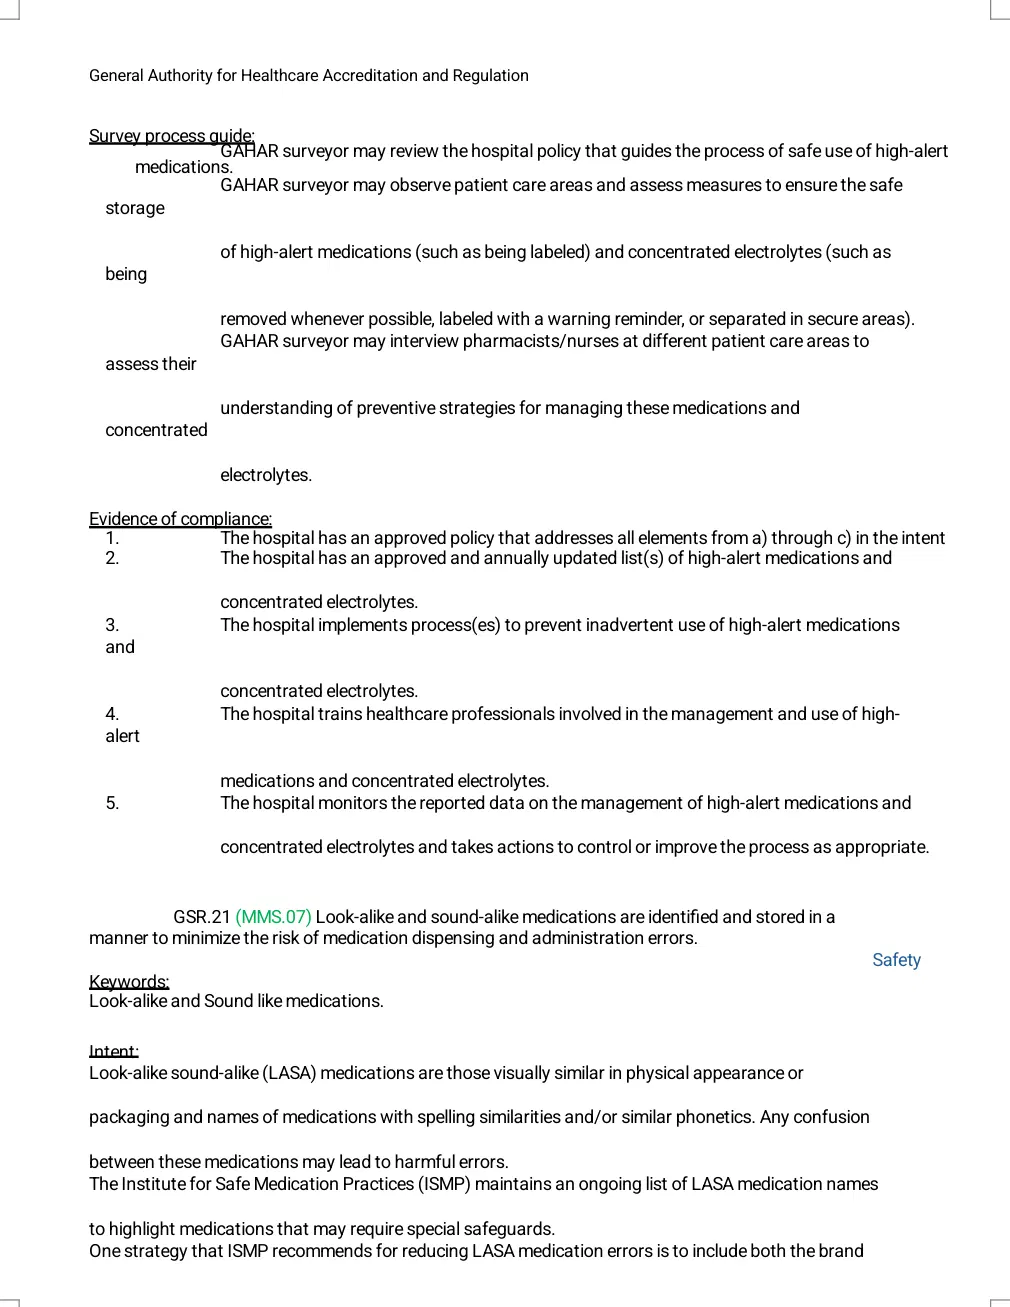 General Authority for Healthcare Accreditation and Regulation
Survey process guide:
GAHAR surveyor may review the hospital policy that guides the process of safe use of high-alert
medications.
GAHAR surveyor may observe patient care areas and assess measures to ensure the safe
storage
of high-alert medications (such as being labeled) and concentrated electrolytes (such as
being
removed whenever possible, labeled with a warning reminder, or separated in secure areas).
GAHAR surveyor may interview pharmacists/nurses at different patient care areas to
assess their
understanding of preventive strategies for managing these medications and
concentrated
electrolytes.
Evidence of compliance:
1. The hospital has an approved policy that addresses all elements from a) through c) in the intent
2. The hospital has an approved and annually updated list(s) of high-alert medications and
concentrated electrolytes.
3. The hospital implements process(es) to prevent inadvertent use of high-alert medications
and
concentrated electrolytes.
4. The hospital trains healthcare professionals involved in the management and use of high-
alert
medications and concentrated electrolytes.
5. The hospital monitors the reported data on the management of high-alert medications and
concentrated electrolytes and takes actions to control or improve the process as appropriate.
GSR.21 (MMS.07) Look-alike and sound-alike medications are identified and stored in a
manner to minimize the risk of medication dispensing and administration errors.
Safety
Keywords:
Look-alike and Sound like medications.
Intent:
Look-alike sound-alike (LASA) medications are those visually similar in physical appearance or
packaging and names of medications with spelling similarities and/or similar phonetics. Any confusion
between these medications may lead to harmful errors.
The Institute for Safe Medication Practices (ISMP) maintains an ongoing list of LASA medication names
to highlight medications that may require special safeguards.
One strategy that ISMP recommends for reducing LASA medication errors is to include both the brand